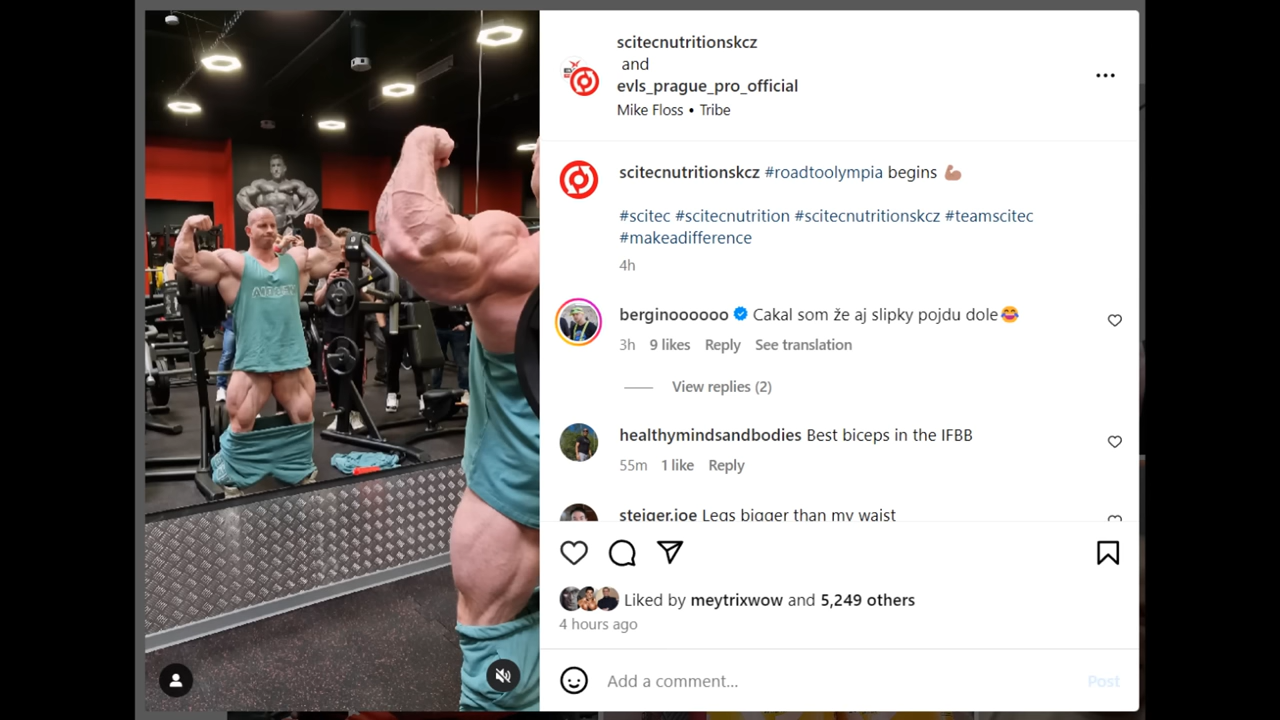 scitecnutritionskcz
and
evls_prague_pro_official
Mike Floss • Tribe
scitecnutritionskcz #roadtoolympia begins 💪🏽
#scitec #scitecnutrition #scitecnutritionskcz #teamscitec
#makeadifference
4h
berginoooooo Cakal som že aj slipky pojdu dole😂
3h 9 likes Reply See translation
View replies (2)
healthymindsandbodies Best biceps in the IFBB
55m 1 like Reply
steiger.joe Legs bigger than my waist
Liked by meytrixwow and 5,249 others
4 hours ago
Add a comment...
Post